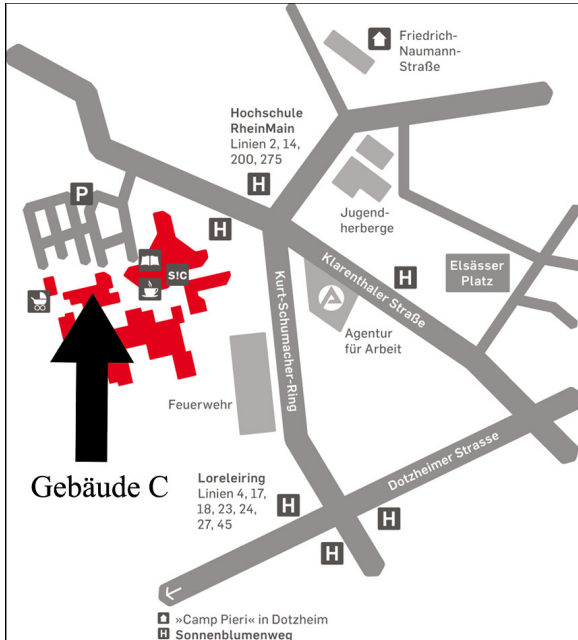 Friedrich-
Naumann-
Straße
Hochschule
RheinMain
Linien 2, 14,
200, 275
H
P
H
Jugend-
herberge
S!C
Klarenthaler Straße
H
Elsässer
Platz
Kurt-Schumacher-Ring
Agentur
für Arbeit
Feuerwehr
Gebäude C
Dotzheimer Strasse
Loreleiring
Linien 4, 17,
18, 23, 24,
27, 45
H
H
H
»Camp Pieri« in Dotzheim
H Sonnenblumenweg